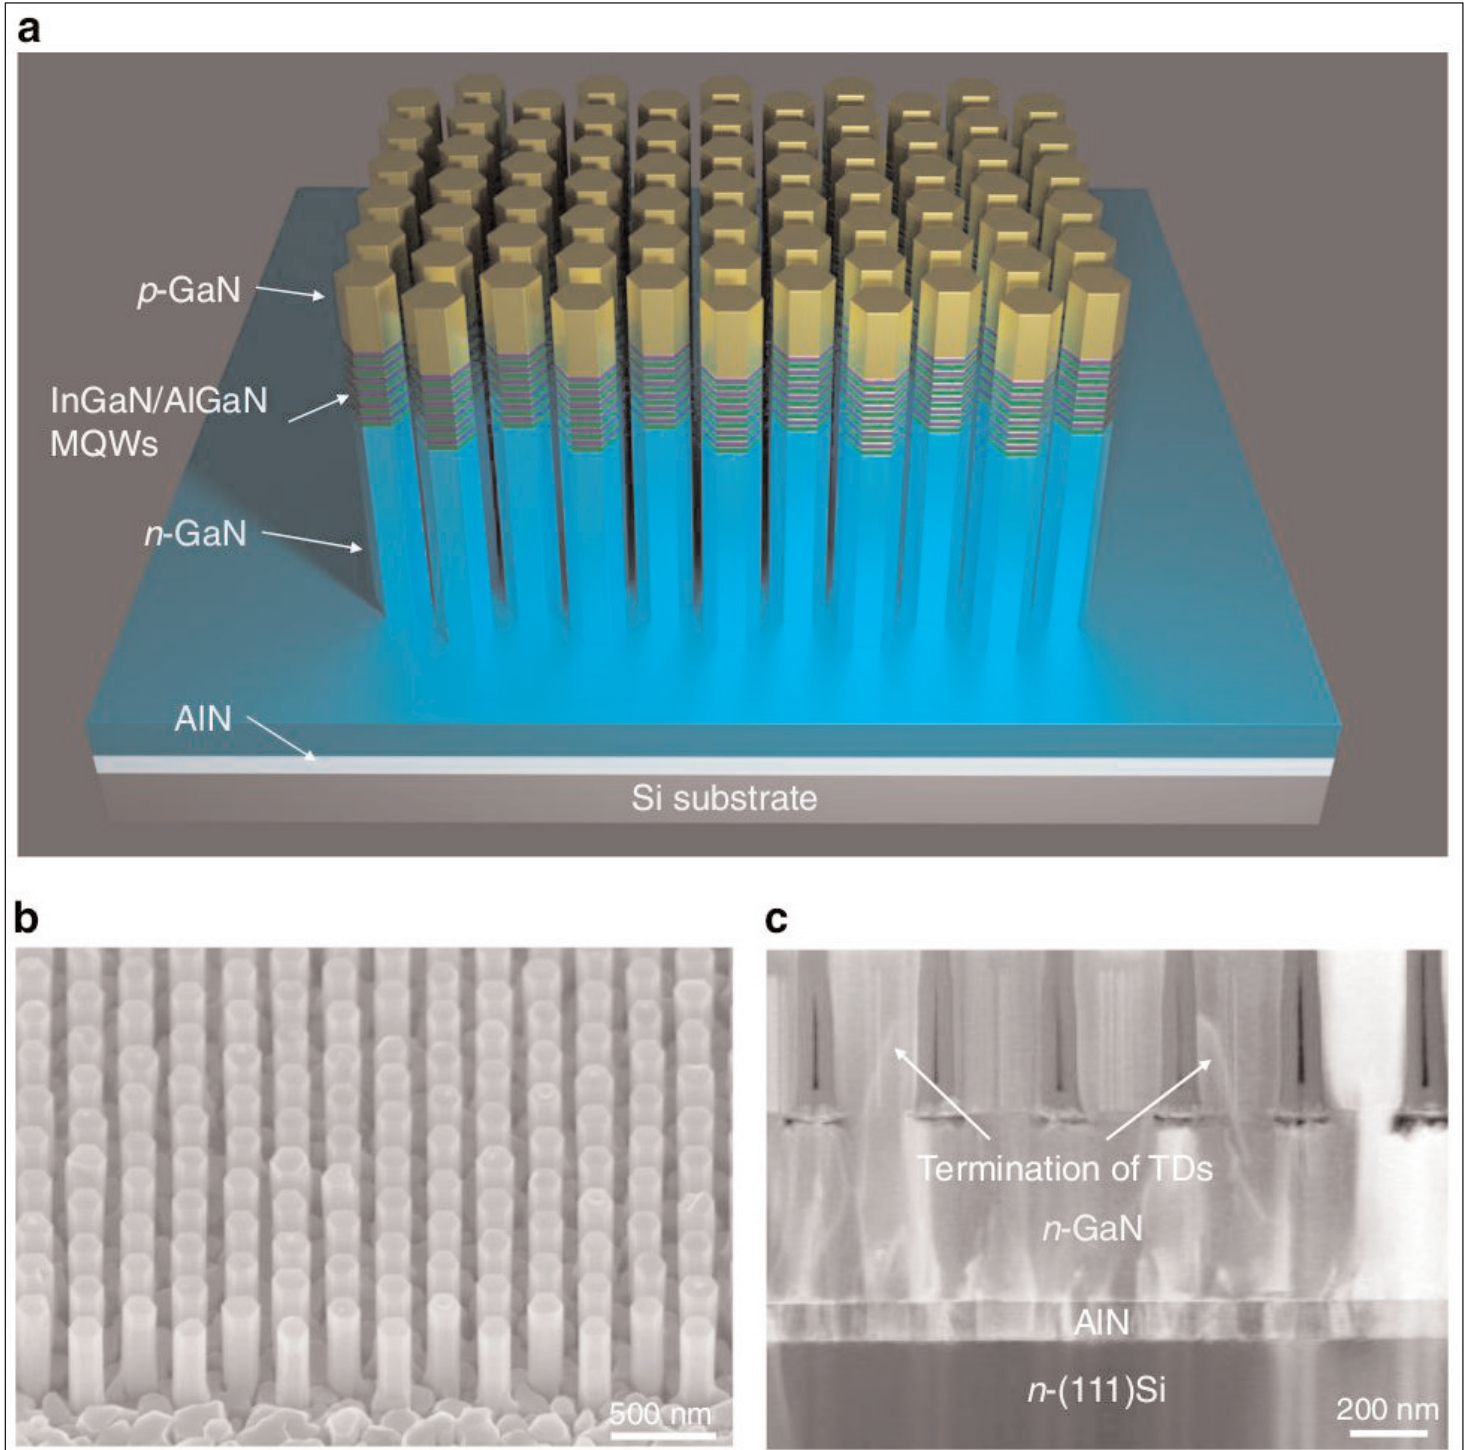 a
p-GaN
InGaN/AlGaN
MQWs
n-GaN
AlN
Si substrate
b
500 nm
c
Termination of TDs
n-GaN
AlN
n-(111)Si
200 nm